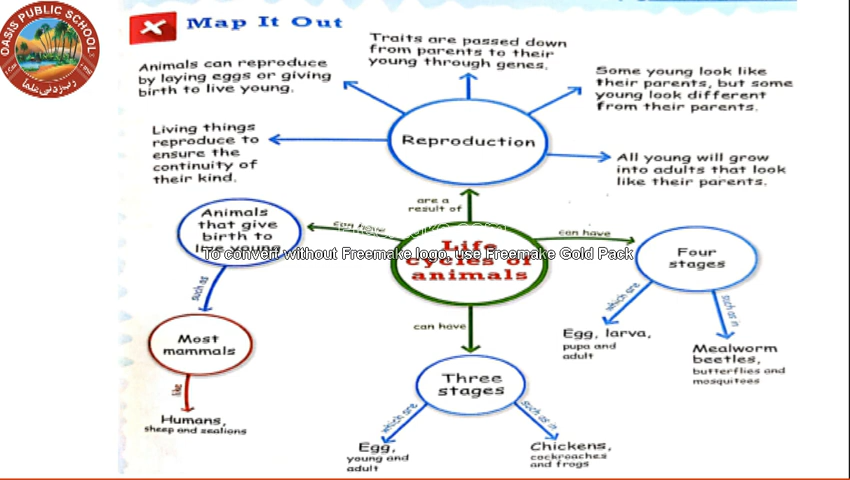 OASIS PUBLIC SCHOOL
Map It Out
Traits are passed down
from parents to their
young through genes.
Animals can reproduce
by laying eggs or giving
birth to live young.
Some young look like
their parents, but some
young look different
from their parents.
Living things
reproduce to
ensure the
continuity of
their kind.
Reproduction
All young will grow
into adults that look
like their parents.
are a
result of
Animals
that give
birth to
live young
can have
can have
Life
cycles of
animals
To convert without Freemake logo, use Freemake Gold Pack
Four
stages
such as
which are
such as in
Egg, larva,
pupa and
adult
Mealworm
beetles,
butterflies and
mosquitoes
Most
mammals
can have
like
Three
stages
Humans,
sheep and sealions
which are
such as in
Egg,
young and
adult
Chickens,
cockroaches
and frogs